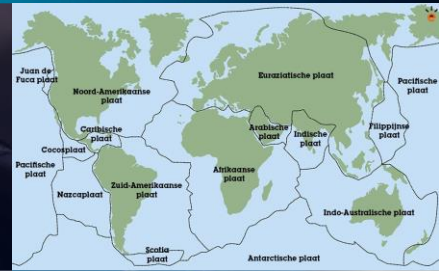 Juan de
Fuca plaat
Noord-Amerikaanse
plaat
Euraziatische plaat
Pacifische
plaat
Caribische
plaat
Cocosplaat
Arabische
plaat
Indische
plaat
Filippijnse
plaat
Pacifische
plaat
Nazcaplaat
Zuid-Amerikaanse
plaat
Afrikaanse
plaat
Indo-Australische plaat
Scotia
plaat
Antarctische plaat